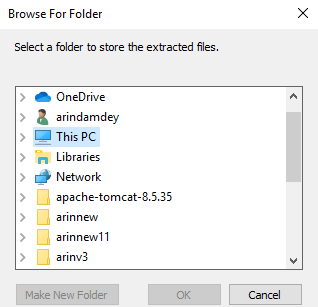 Browse For Folder
Select a folder to store the extracted files.
OneDrive
arindamdey
This PC
Libraries
Network
apache-tomcat-8.5.35
arinnew
arinnew11
arinv3
Make New Folder
OK
Cancel